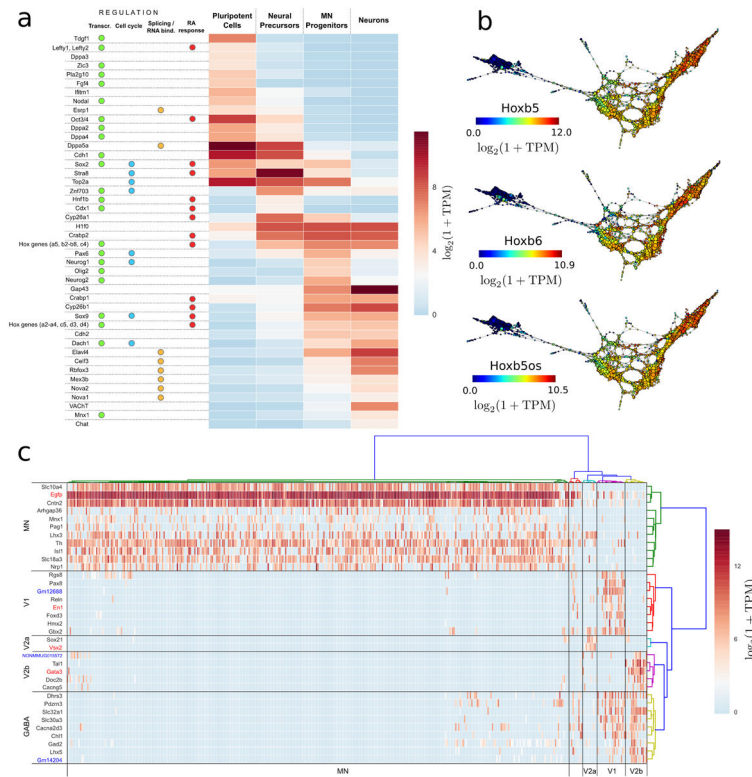 a
REGULATION
Transcr. Cell cycle Splicing / RNA bind. RA response
Pluripotent Cells Neural Precursors MN Progenitors Neurons
Tdgf1
Lefty1, Lefty2
Dppa3
Zic3
Pla2g10
Fgf4
Ifitm1
Nodal
Esrp1
Oct3/4
Dppa2
Dppa4
Dppa5a
Cdh1
Sox2
Stra8
Top2a
Znf703
Hnf1b
Cdx1
Cyp26a1
H1f0
Crabp2
Hox genes (a5, b2-b8, c4)
Pax6
Neurog1
Olig2
Neurog2
Gap43
Crabp1
Cyp26b1
Sox9
Hox genes (a2-a4, c5, d3, d4)
Cdh2
Dach1
Elavl4
Celf3
Rbfox3
Mex3b
Nova2
Nova1
VAChT
Mnx1
Chat
8
6
4
2
0
log2(1 + TPM)
b
Hoxb5
0.0 12.0
log2(1 + TPM)
Hoxb6
0.0 10.9
log2(1 + TPM)
Hoxb5os
0.0 10.5
log2(1 + TPM)
c
MN
Slc10a4
Egfp
Cntn2
Arhgap36
Mnx1
Pag1
Lhx3
Th
Isl1
Slc18a3
Nrp1
V1
Rgs8
Pax8
Gm12688
Reln
En1
Foxd3
Hmx2
Gbx2
V2a
Sox21
Vsx2
V2b
Tal1
Gata3
Doc2b
Cacng5
GABA
Dhrs3
Pdzrn3
Slc32a1
Slc30a3
Cacna2d3
Chl1
Gad2
Lhx5
Gm14204
MN V2a V1 V2b
12
6
0
log2(1 + TPM)